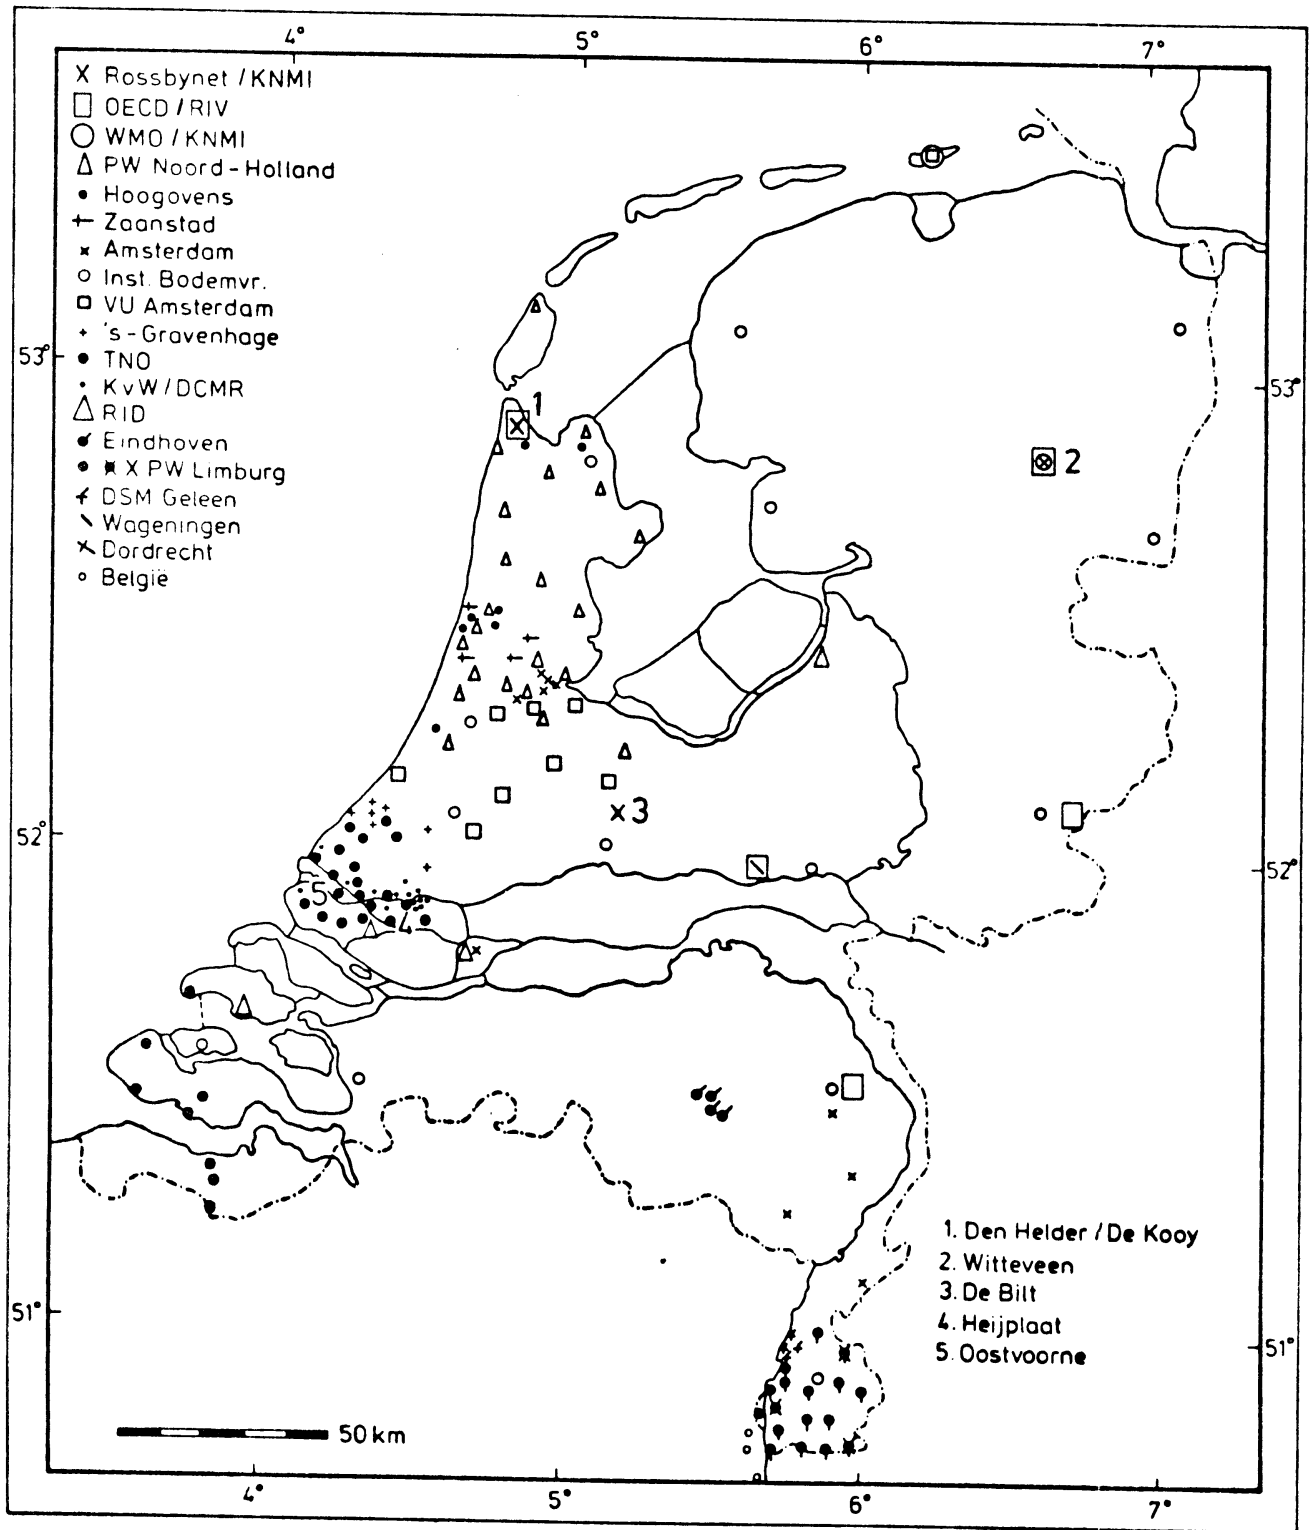 4° 5° 6° 7°
X Rossbynet / KNMI
OECD / RIV
WMO / KNMI
PW Noord - Holland
Hoogovens
Zaanstad
Amsterdam
Inst. Bodemvr.
VU Amsterdam
's - Gravenhage
TNO
KvW / DCMR
RID
Eindhoven
X PW Limburg
DSM Geleen
Wageningen
Dordrecht
België
53° 53°
1
2
3
52° 52°
5
4
1. Den Helder / De Kooy
2. Witteveen
3. De Bilt
4. Heijplaat
5. Oostvoorne
51° 51°
50 km
4° 5° 6° 7°